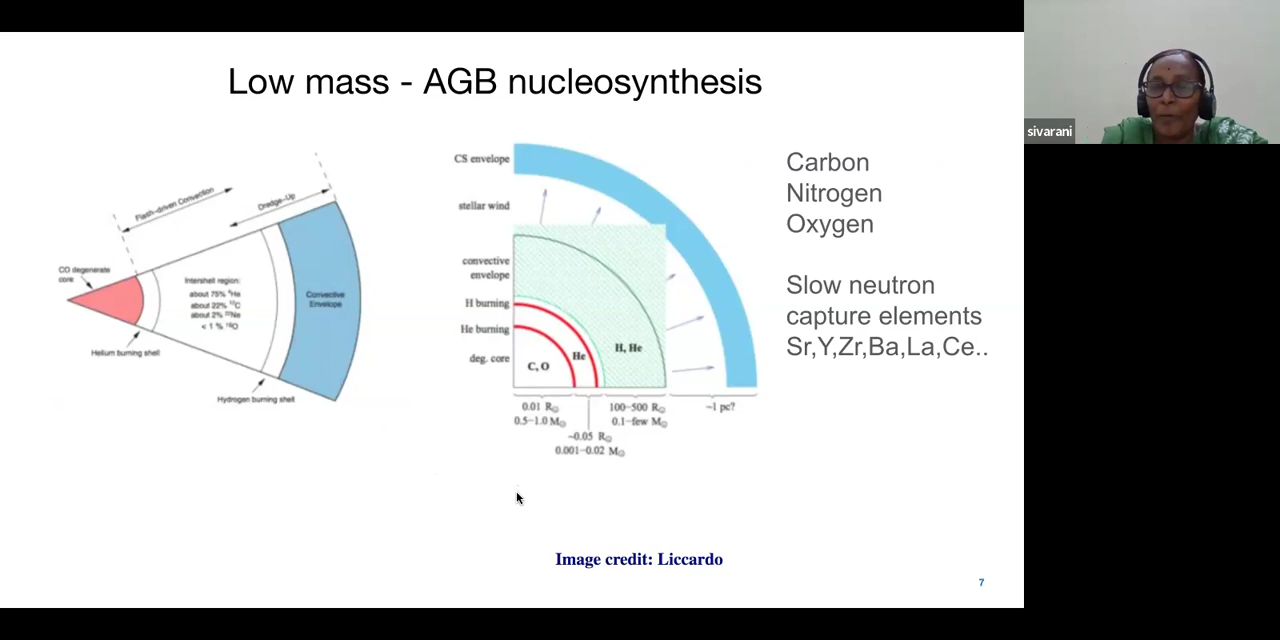 Low mass - AGB nucleosynthesis
sivarani
Flash-driven Convection
Dredge-Up
CO degenerate
core
Intershell region:
about 75% ⁴He
about 22% ¹²C
about 2% ²²Ne
< 1 % ¹⁶O
Convective
Envelope
Helium burning shell
Hydrogen burning shell
CS envelope
stellar wind
convective
envelope
H burning
He burning
deg. core
C, O
He
H, He
0.01 R⊙
0.5–1.0 M⊙
~0.05 R⊙
0.001–0.02 M⊙
100–500 R⊙
0.1–few M⊙
~1 pc?
Carbon
Nitrogen
Oxygen
Slow neutron
capture elements
Sr,Y,Zr,Ba,La,Ce..
Image credit: Liccardo
7